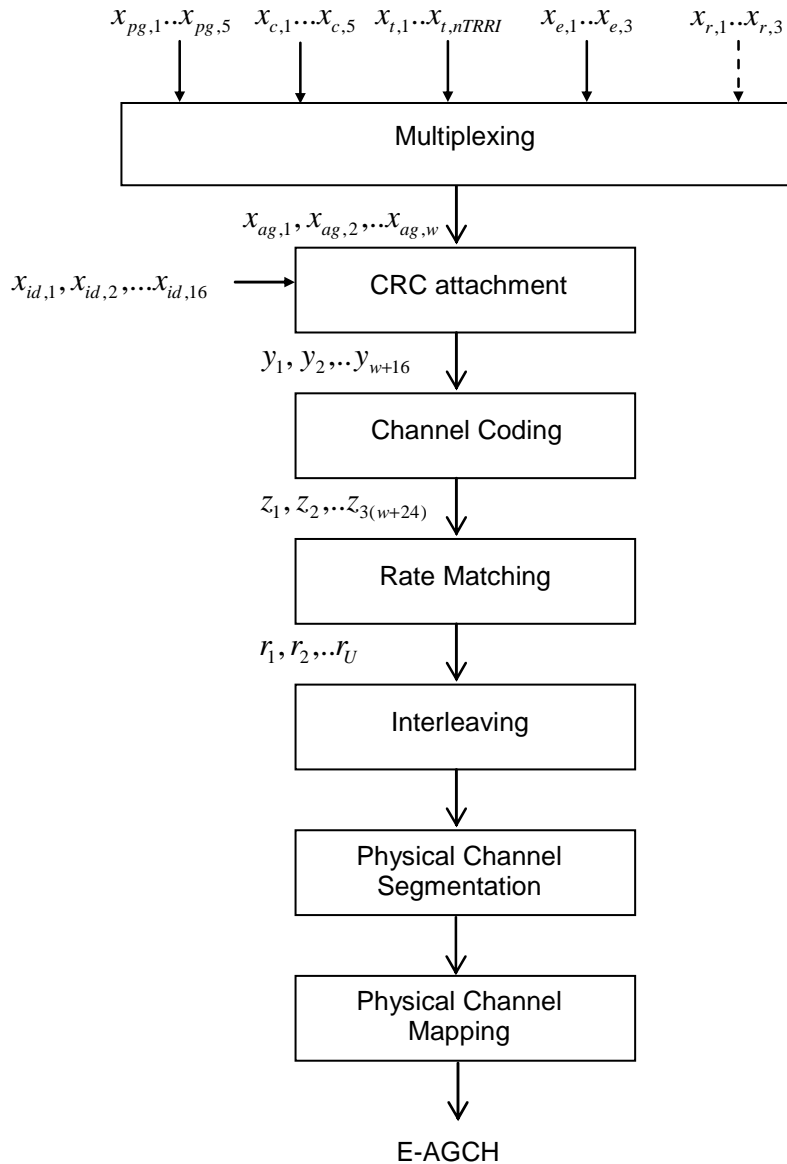 x_{pg,1}..x_{pg,5} x_{c,1}...x_{c,5} x_{t,1}..x_{t,nTRRI} x_{e,1}..x_{e,3} x_{r,1}..x_{r,3}
Multiplexing
x_{ag,1}, x_{ag,2},..x_{ag,w}
x_{id,1}, x_{id,2},...x_{id,16}
CRC attachment
y_1, y_2,..y_{w+16}
Channel Coding
z_1, z_2,..z_{3(w+24)}
Rate Matching
r_1, r_2,..r_U
Interleaving
Physical Channel
Segmentation
Physical Channel
Mapping
E-AGCH